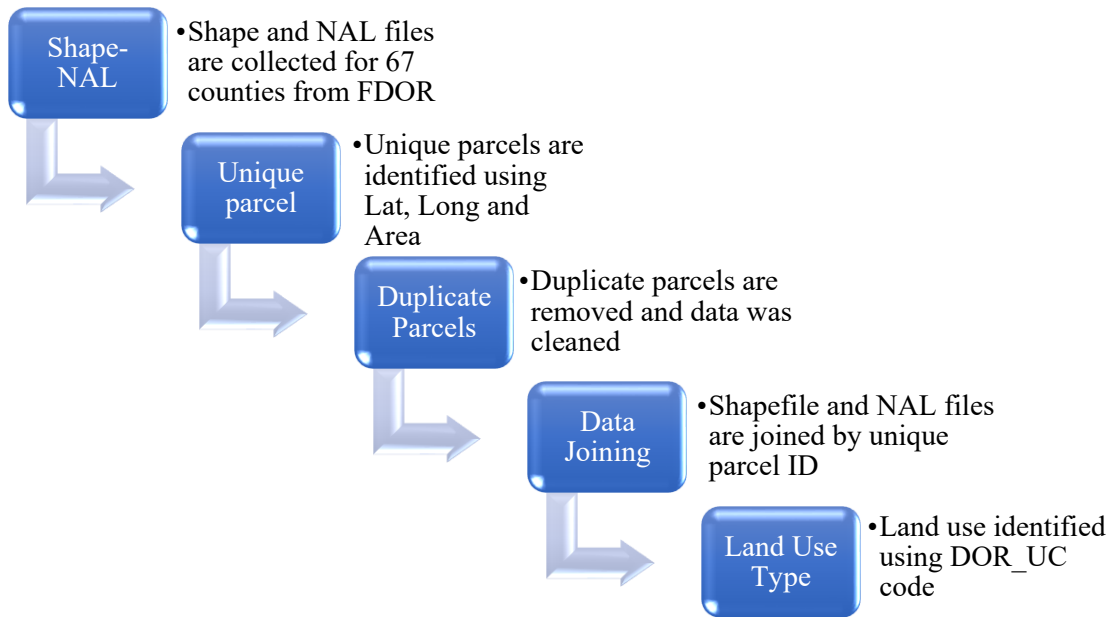 Shape-
NAL
•Shape and NAL files
are collected for 67
counties from FDOR
Unique
parcel
•Unique parcels are
identified using
Lat, Long and
Area
Duplicate
Parcels
•Duplicate parcels are
removed and data was
cleaned
Data
Joining
•Shapefile and NAL files
are joined by unique
parcel ID
Land Use
Type
•Land use identified
using DOR_UC
code